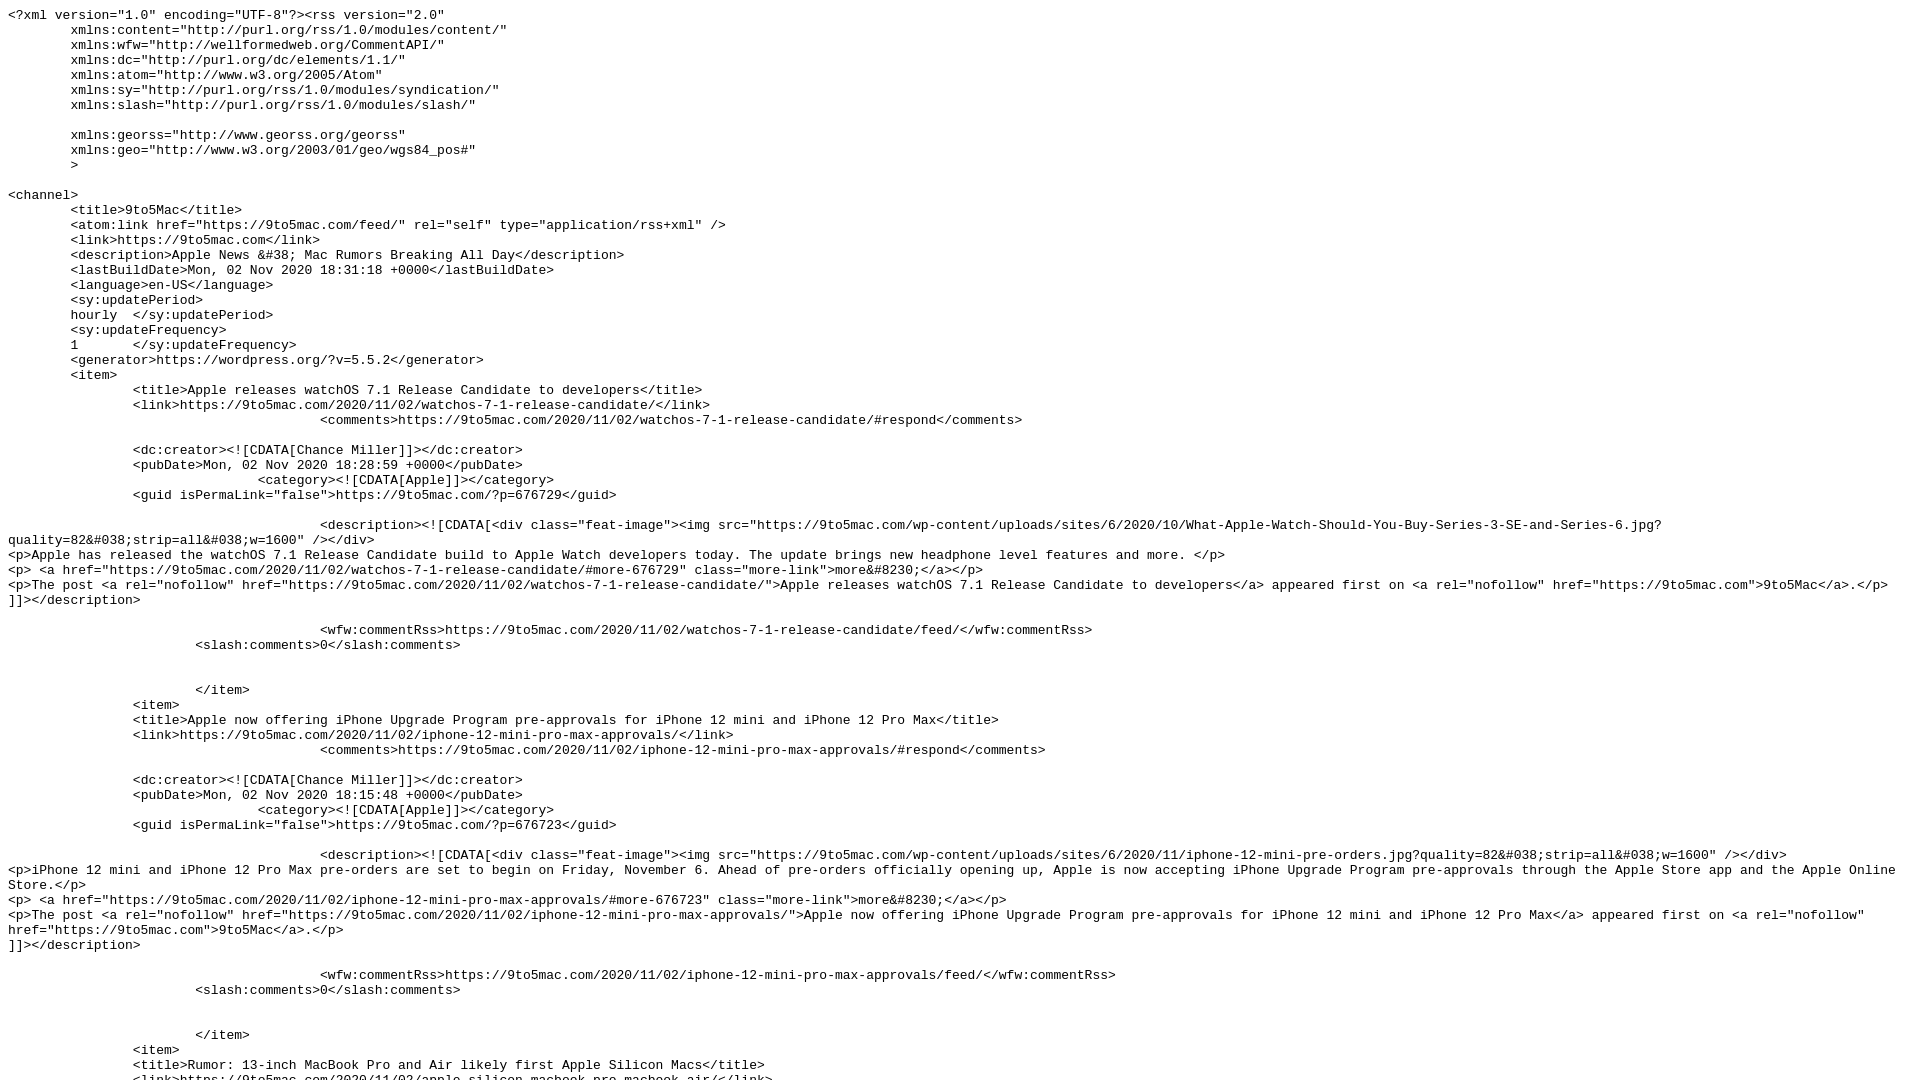 <?xml version="1.0" encoding="UTF-8"?><rss version="2.0"
xmlns:content="http://purl.org/rss/1.0/modules/content/"
xmlns:wfw="http://wellformedweb.org/CommentAPI/"
xmlns:dc="http://purl.org/dc/elements/1.1/"
xmlns:atom="http://www.w3.org/2005/Atom"
xmlns:sy="http://purl.org/rss/1.0/modules/syndication/"
xmlns:slash="http://purl.org/rss/1.0/modules/slash/"
xmlns:georss="http://www.georss.org/georss"
xmlns:geo="http://www.w3.org/2003/01/geo/wgs84_pos#"
>
<channel>
<title>9to5Mac</title>
<atom:link href="https://9to5mac.com/feed/" rel="self" type="application/rss+xml" />
<link>https://9to5mac.com</link>
<description>Apple News &#38; Mac Rumors Breaking All Day</description>
<lastBuildDate>Mon, 02 Nov 2020 18:31:18 +0000</lastBuildDate>
<language>en-US</language>
<sy:updatePeriod>
hourly </sy:updatePeriod>
<sy:updateFrequency>
1 </sy:updateFrequency>
<generator>https://wordpress.org/?v=5.5.2</generator>
<item>
<title>Apple releases watchOS 7.1 Release Candidate to developers</title>
<link>https://9to5mac.com/2020/11/02/watchos-7-1-release-candidate/</link>
<comments>https://9to5mac.com/2020/11/02/watchos-7-1-release-candidate/#respond</comments>
<dc:creator><![CDATA[Chance Miller]]></dc:creator>
<pubDate>Mon, 02 Nov 2020 18:28:59 +0000</pubDate>
<category><![CDATA[Apple]]></category>
<guid isPermaLink="false">https://9to5mac.com/?p=676729</guid>
<description><![CDATA[<div class="feat-image"><img src="https://9to5mac.com/wp-content/uploads/sites/6/2020/10/What-Apple-Watch-Should-You-Buy-Series-3-SE-and-Series-6.jpg?
quality=82&#038;strip=all&#038;w=1600" /></div>
<p>Apple has released the watchOS 7.1 Release Candidate build to Apple Watch developers today. The update brings new headphone level features and more. </p>
<p> <a href="https://9to5mac.com/2020/11/02/watchos-7-1-release-candidate/#more-676729" class="more-link">more&#8230;</a></p>
<p>The post <a rel="nofollow" href="https://9to5mac.com/2020/11/02/watchos-7-1-release-candidate/">Apple releases watchOS 7.1 Release Candidate to developers</a> appeared first on <a rel="nofollow" href="https://9to5mac.com">9to5Mac</a>.</p>
]]></description>
<wfw:commentRss>https://9to5mac.com/2020/11/02/watchos-7-1-release-candidate/feed/</wfw:commentRss>
<slash:comments>0</slash:comments>
</item>
<item>
<title>Apple now offering iPhone Upgrade Program pre-approvals for iPhone 12 mini and iPhone 12 Pro Max</title>
<link>https://9to5mac.com/2020/11/02/iphone-12-mini-pro-max-approvals/</link>
<comments>https://9to5mac.com/2020/11/02/iphone-12-mini-pro-max-approvals/#respond</comments>
<dc:creator><![CDATA[Chance Miller]]></dc:creator>
<pubDate>Mon, 02 Nov 2020 18:15:48 +0000</pubDate>
<category><![CDATA[Apple]]></category>
<guid isPermaLink="false">https://9to5mac.com/?p=676723</guid>
<description><![CDATA[<div class="feat-image"><img src="https://9to5mac.com/wp-content/uploads/sites/6/2020/11/iphone-12-mini-pre-orders.jpg?quality=82&#038;strip=all&#038;w=1600" /></div>
<p>iPhone 12 mini and iPhone 12 Pro Max pre-orders are set to begin on Friday, November 6. Ahead of pre-orders officially opening up, Apple is now accepting iPhone Upgrade Program pre-approvals through the Apple Store app and the Apple Online
Store.</p>
<p> <a href="https://9to5mac.com/2020/11/02/iphone-12-mini-pro-max-approvals/#more-676723" class="more-link">more&#8230;</a></p>
<p>The post <a rel="nofollow" href="https://9to5mac.com/2020/11/02/iphone-12-mini-pro-max-approvals/">Apple now offering iPhone Upgrade Program pre-approvals for iPhone 12 mini and iPhone 12 Pro Max</a> appeared first on <a rel="nofollow"
href="https://9to5mac.com">9to5Mac</a>.</p>
]]></description>
<wfw:commentRss>https://9to5mac.com/2020/11/02/iphone-12-mini-pro-max-approvals/feed/</wfw:commentRss>
<slash:comments>0</slash:comments>
</item>
<item>
<title>Rumor: 13-inch MacBook Pro and Air likely first Apple Silicon Macs</title>
<link>https://9to5mac.com/2020/11/02/apple-silicon-macbook-pro-macbook-air/</link>